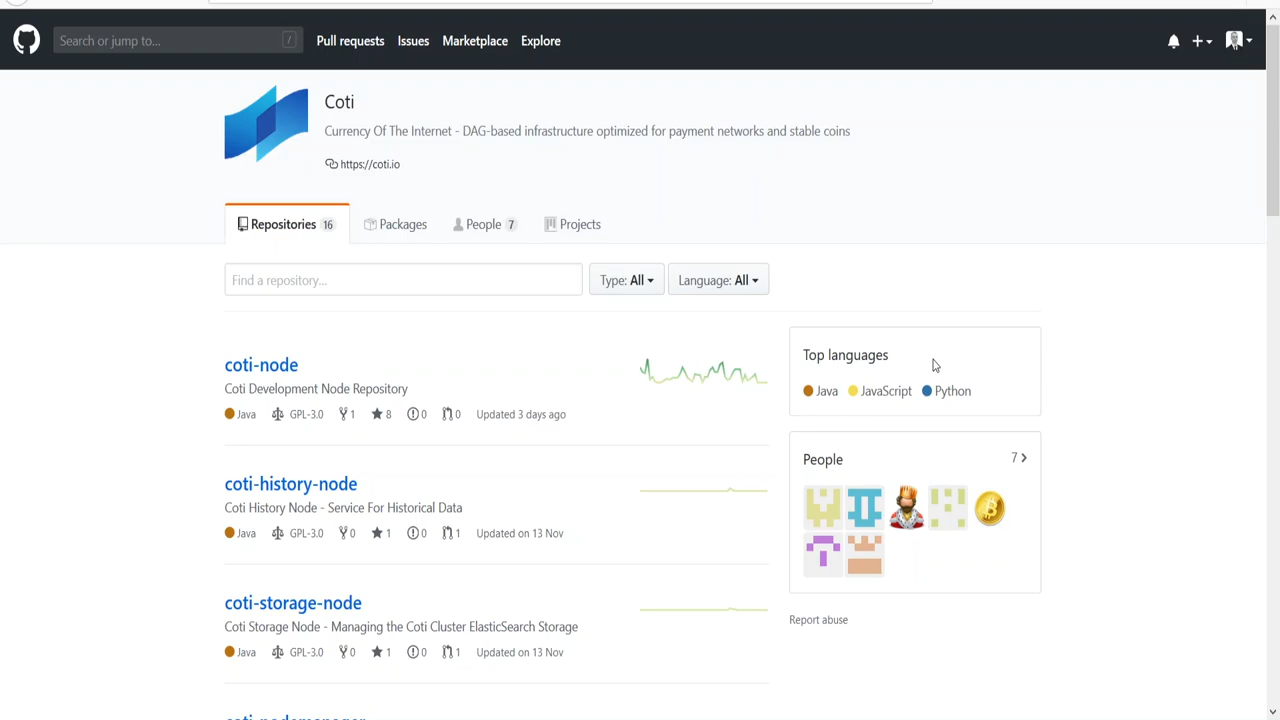 Search or jump to... / Pull requests Issues Marketplace Explore
Coti
Currency Of The Internet - DAG-based infrastructure optimized for payment networks and stable coins
https://coti.io
Repositories 16 Packages People 7 Projects
Find a repository... Type: All Language: All
coti-node
Coti Development Node Repository
Java GPL-3.0 1 8 0 0 Updated 3 days ago
coti-history-node
Coti History Node - Service For Historical Data
Java GPL-3.0 0 1 0 1 Updated on 13 Nov
coti-storage-node
Coti Storage Node - Managing the Coti Cluster ElasticSearch Storage
Java GPL-3.0 0 1 0 1 Updated on 13 Nov
Top languages
Java JavaScript Python
People 7
Report abuse